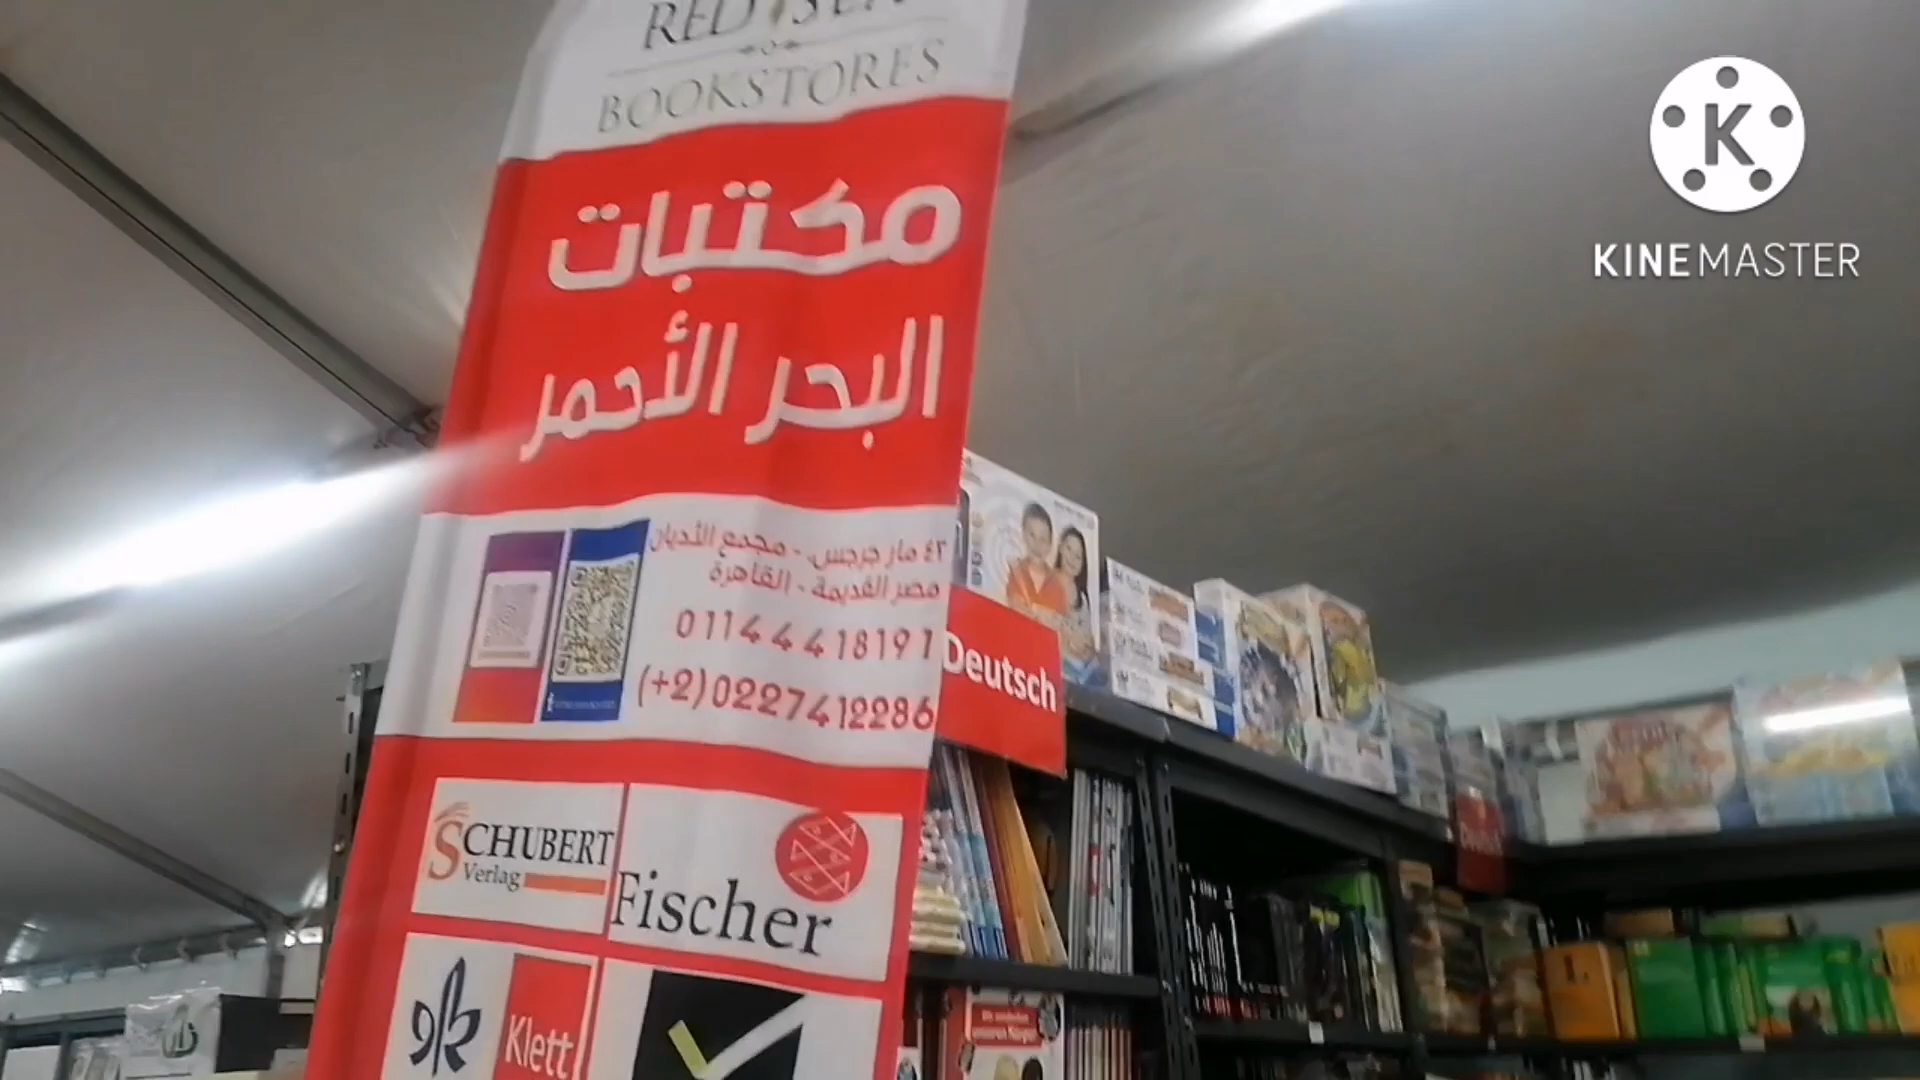 RED SEA
BOOKSTORES
مكتبات
البحر الأحمر
٤٢ مار جرجس - مجمع الأديان
مصر القديمة - القاهرة
01144418191
(+2)0227412286
SCHUBERT
Verlag
Fischer
Klett
Deutsch
K
KINEMASTER